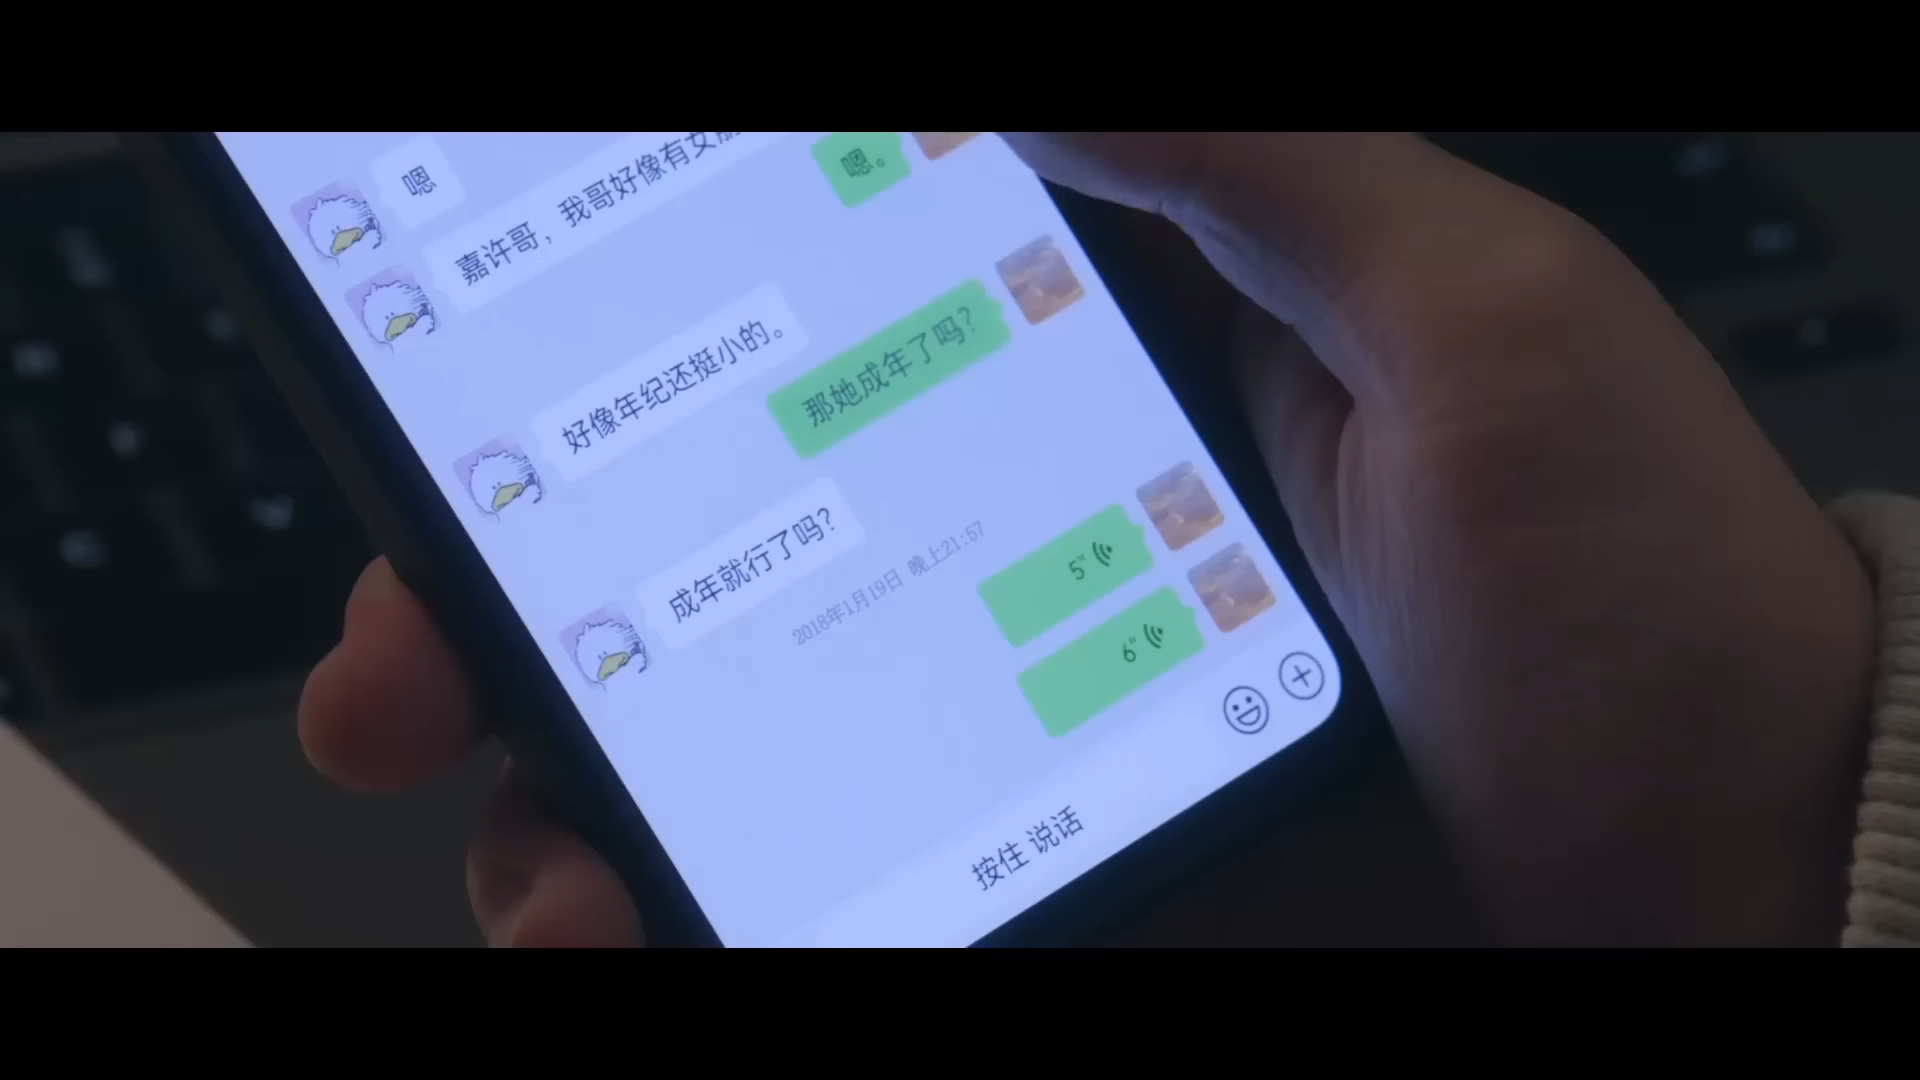 嗯
嗯。
嘉许哥，我哥好像有女
好像年纪还挺小的。
那她成年了吗？
成年就行了吗？
2018年1月19日 晚上21:57
5"
6"
按住 说话